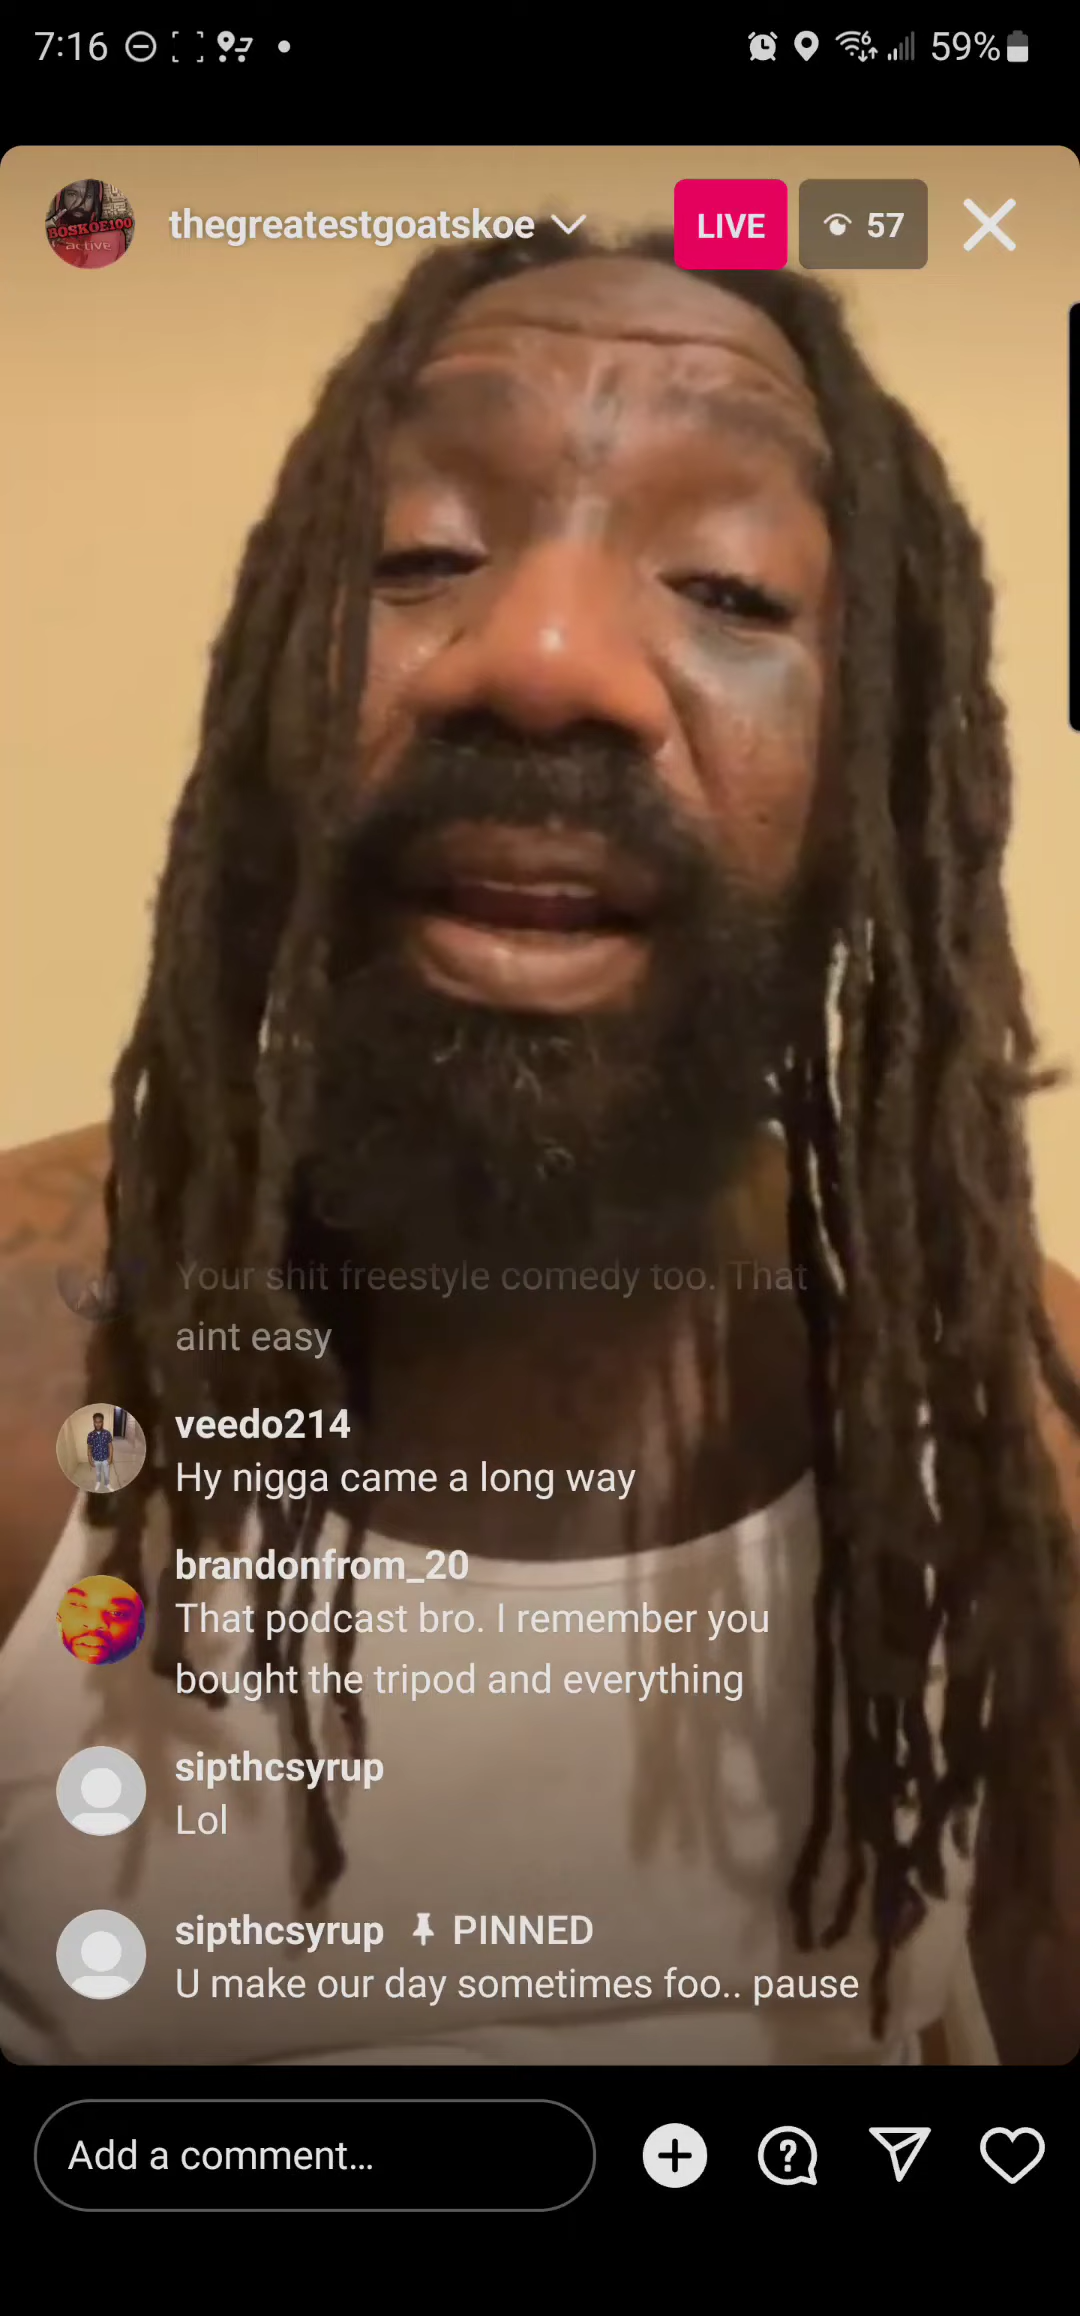 7:16
59%
BOSKOE100
active
thegreatestgoatskoe
LIVE
57
Your shit freestyle comedy too. That
aint easy
veedo214
Hy nigga came a long way
brandonfrom_20
That podcast bro. I remember you
bought the tripod and everything
sipthcsyrup
Lol
sipthcsyrup PINNED
U make our day sometimes foo.. pause
Add a comment...